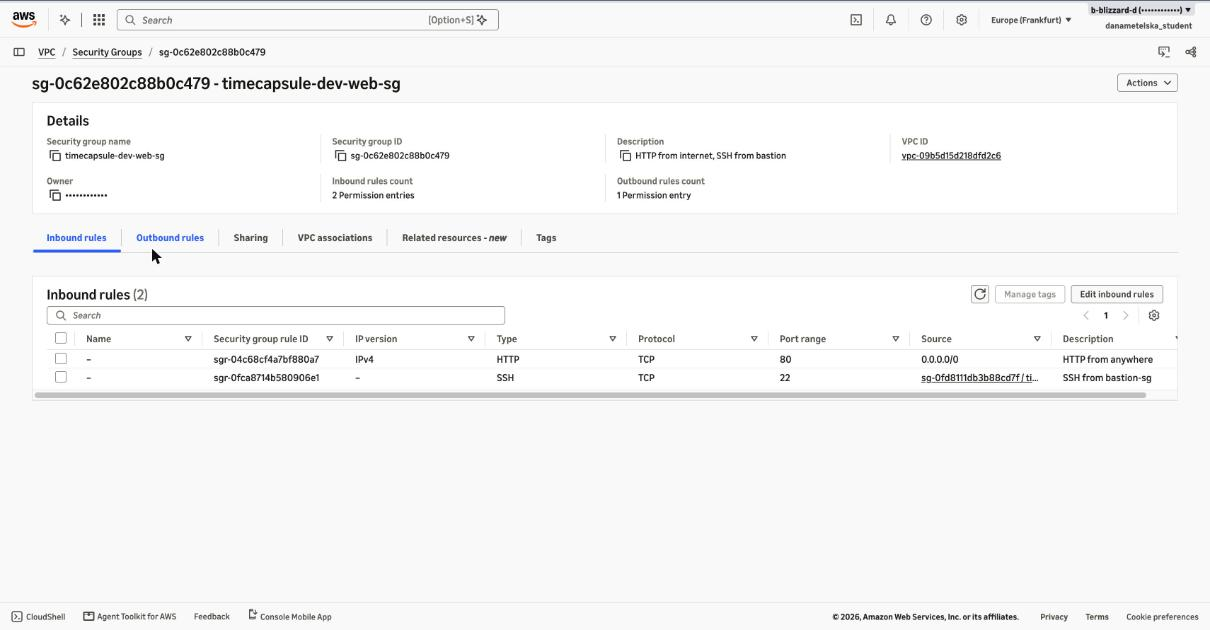 aws
Search [Option+S]
Europe (Frankfurt) ▼
b-blizzard-d (••••••••••••) ▼
danametelska_student
VPC / Security Groups / sg-0c62e802c88b0c479
sg-0c62e802c88b0c479 - timecapsule-dev-web-sg
Actions
Details
Security group name
timecapsule-dev-web-sg
Security group ID
sg-0c62e802c88b0c479
Description
HTTP from internet, SSH from bastion
VPC ID
vpc-09b5d15d218dfd2c6
Owner
••••••••••••
Inbound rules count
2 Permission entries
Outbound rules count
1 Permission entry
Inbound rules Outbound rules Sharing VPC associations Related resources - new Tags
Inbound rules (2)
Manage tags Edit inbound rules
Search
1
Name Security group rule ID IP version Type Protocol Port range Source Description
– sgr-04c68cf4a7bf880a7 IPv4 HTTP TCP 80 0.0.0.0/0 HTTP from anywhere
– sgr-0fca8714b580906e1 – SSH TCP 22 sg-0fd8111db3b88cd7f / ti... SSH from bastion-sg
CloudShell Agent Toolkit for AWS Feedback Console Mobile App © 2026, Amazon Web Services, Inc. or its affiliates. Privacy Terms Cookie preferences